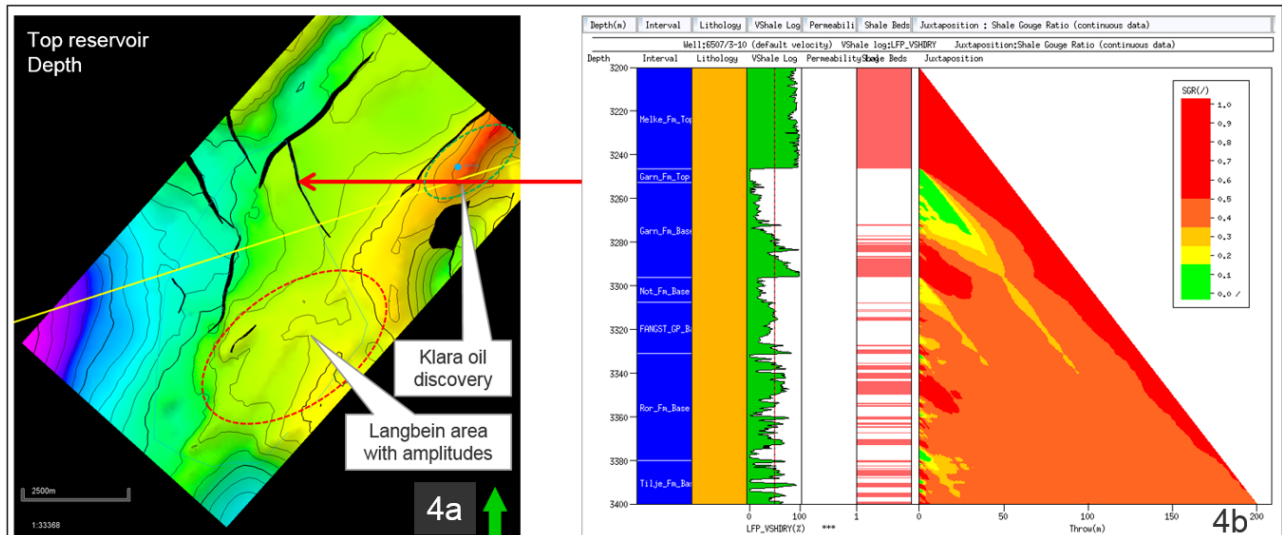 Top reservoir
Depth
Klara oil
discovery
Langbein area
with amplitudes
2500m
1:33368
4a
Depth(m) Interval Lithology VShale Log Permeabili Shale Beds Juxtaposition : Shale Gouge Ratio (continuous data)
Well:6507/3-10 (default velocity) VShale log:LFP_VSHDRY Juxtaposition:Shale Gouge Ratio (continuous data)
Depth Interval Lithology VShale Log Permeability Beds Juxtaposition
3200
3220
3240
3260
3280
3300
3320
3340
3360
3380
3400
Melke_Fm_Top
Garn_Fm_Top
Garn_Fm_Base
Not_Fm_Base
FANGST_GP_Ba
Ror_Fm_Base
Tilje_Fm_Bas
SGR(/)
1.0
0.9
0.8
0.7
0.6
0.5
0.4
0.3
0.2
0.1
0.0 /
0 100 1 0 50 100 150 200
LFP_VSHDRY(%) *** Throw(m)
4b